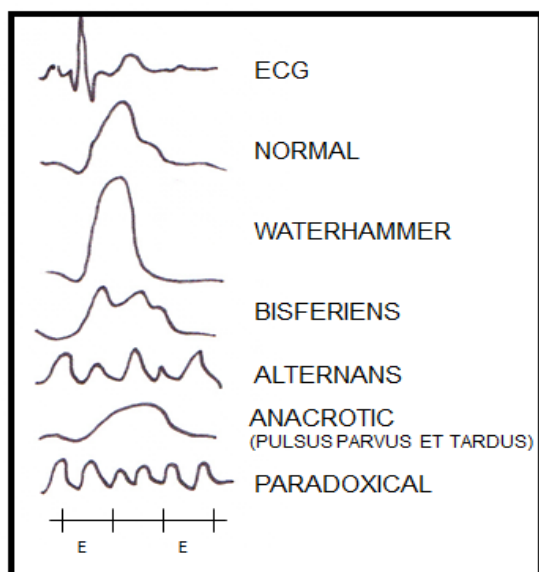 ECG
NORMAL
WATERHAMMER
BISFERIENS
ALTERNANS
ANACROTIC
(PULSUS PARVUS ET TARDUS)
PARADOXICAL
E E